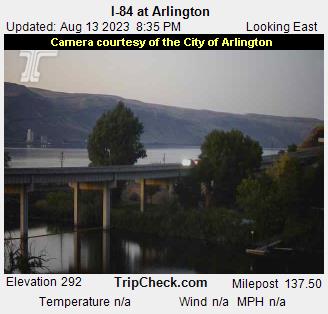 I-84 at Arlington
Updated: Aug 13 2023 8:35 PM Looking East
Camera courtesy of the City of Arlington
Elevation 292 TripCheck.com Milepost 137.50
Temperature n/a Wind n/a MPH n/a